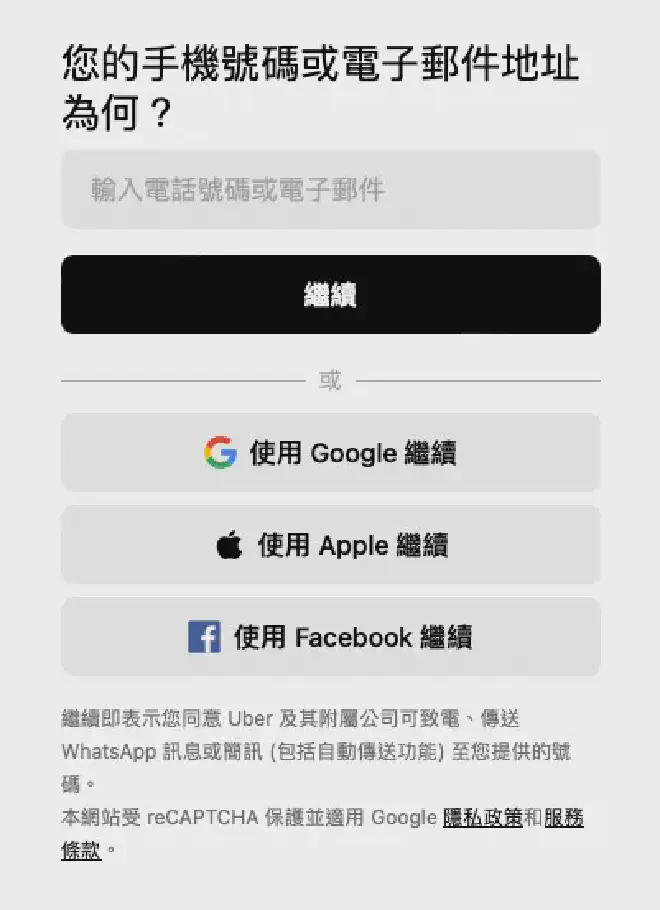 您的手機號碼或電子郵件地址
為何？
輸入電話號碼或電子郵件
繼續
或
使用 Google 繼續
使用 Apple 繼續
使用 Facebook 繼續
繼續即表示您同意 Uber 及其附屬公司可致電、傳送
WhatsApp 訊息或簡訊 (包括自動傳送功能) 至您提供的號
碼。
本網站受 reCAPTCHA 保護並適用 Google 隱私政策和服務
條款。